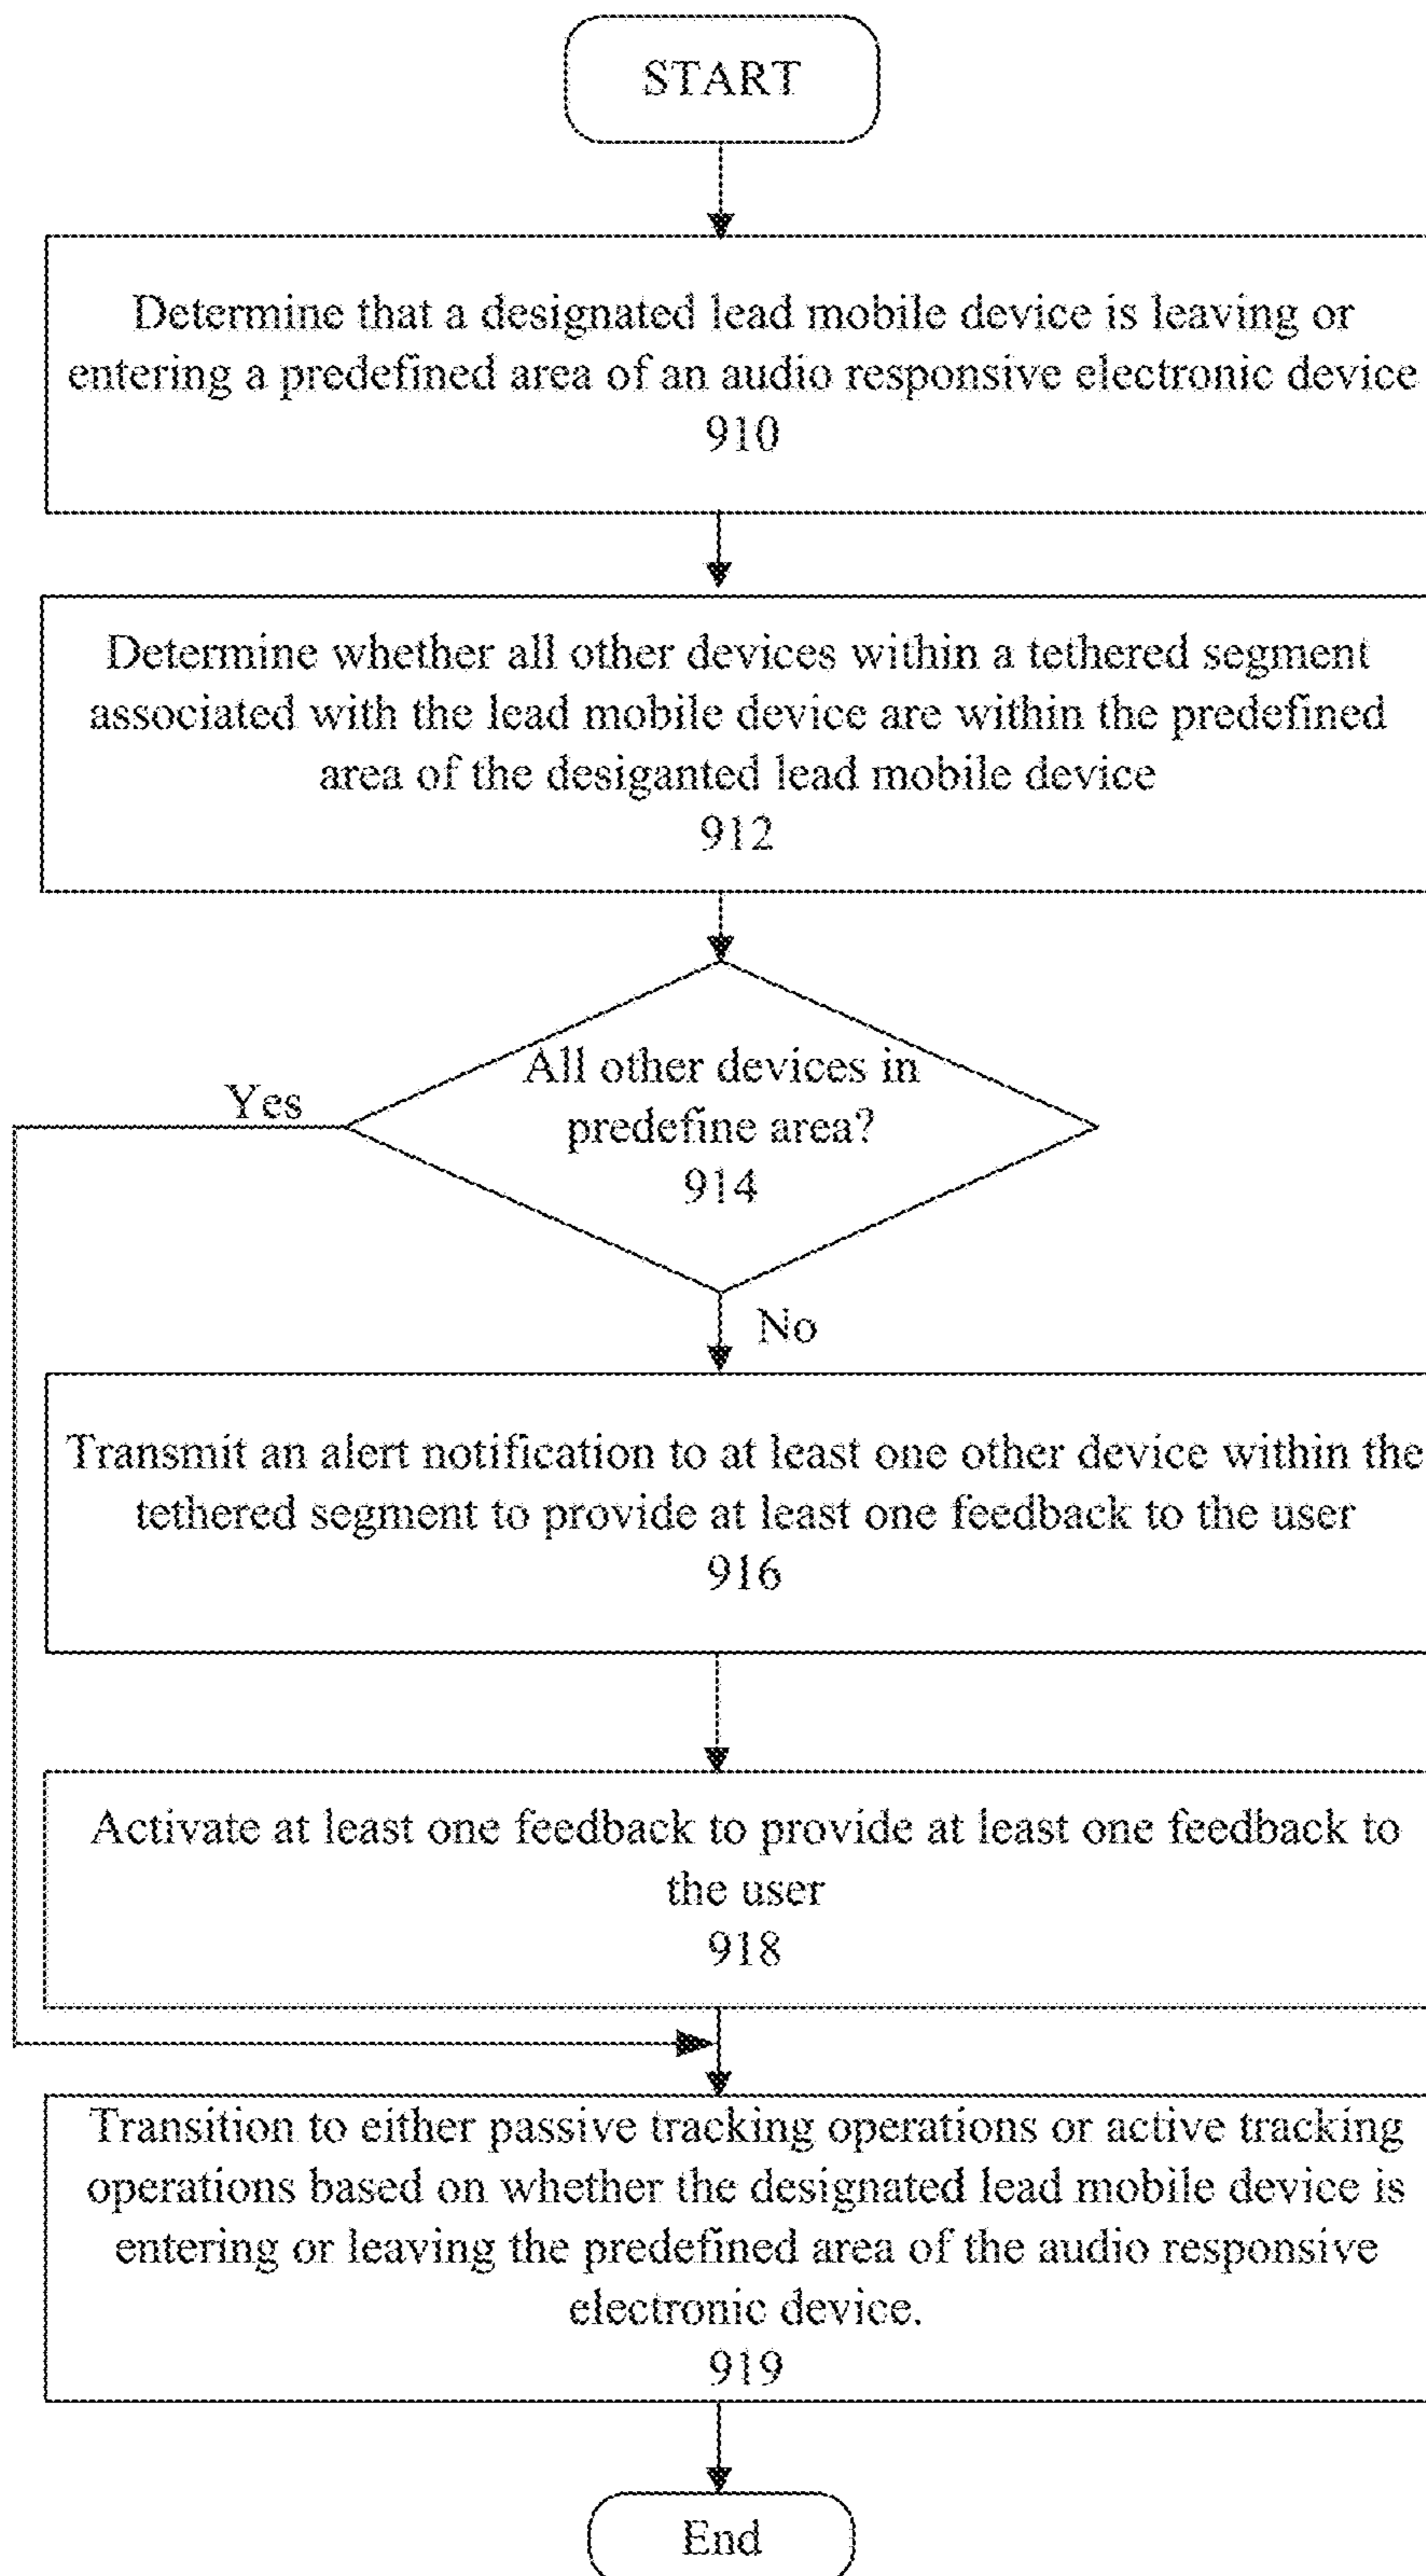 START
Determine that a designated lead mobile device is leaving or
entering a predefined area of an audio responsive electronic device
910
Determine whether all other devices within a tethered segment
associated with the lead mobile device are within the predefined
area of the desiganted lead mobile device
912
All other devices in
predefine area?
914
Yes
No
Transmit an alert notification to at least one other device within the
tethered segment to provide at least one feedback to the user
916
Activate at least one feedback to provide at least one feedback to
the user
918
Transition to either passive tracking operations or active tracking
operations based on whether the designated lead mobile device is
entering or leaving the predefined area of the audio responsive
electronic device.
919
End